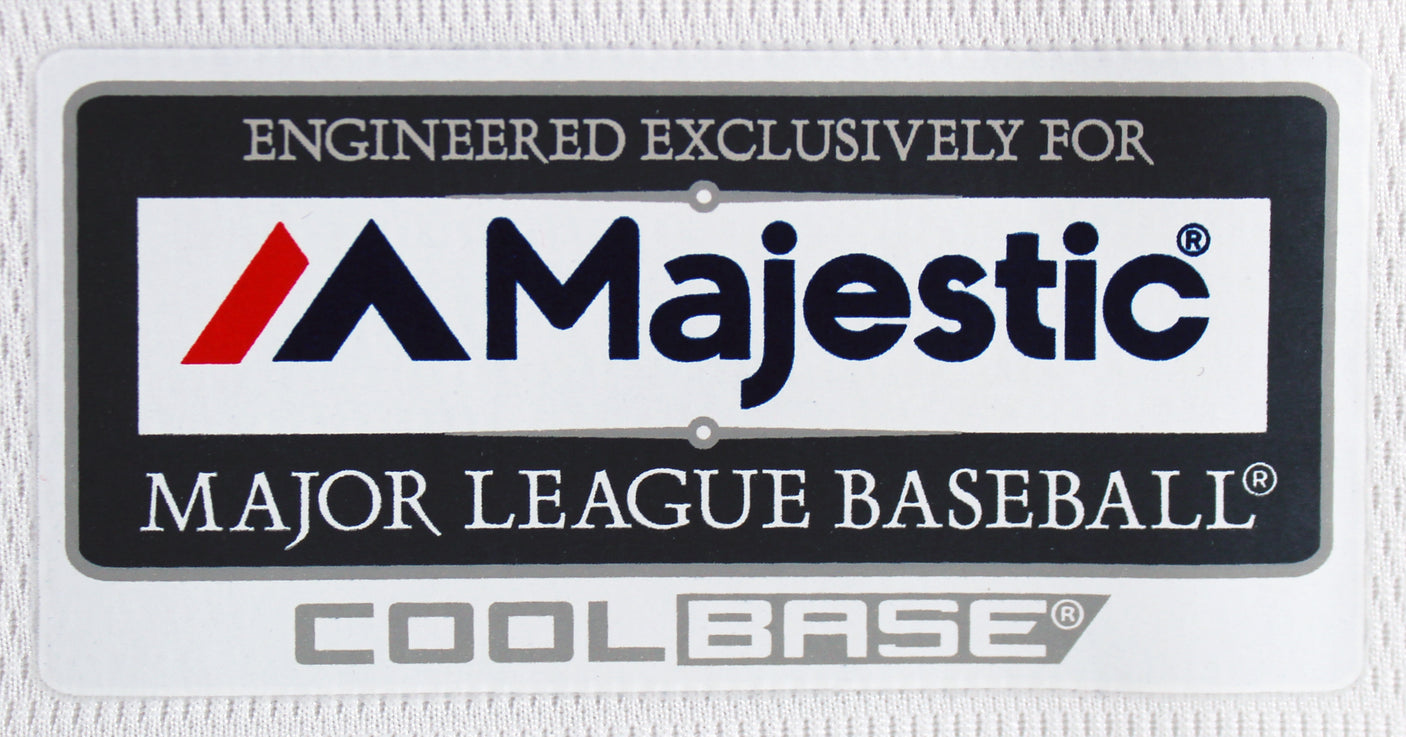 ENGINEERED EXCLUSIVELY FOR
Majestic®
MAJOR LEAGUE BASEBALL®
COOLBASE®